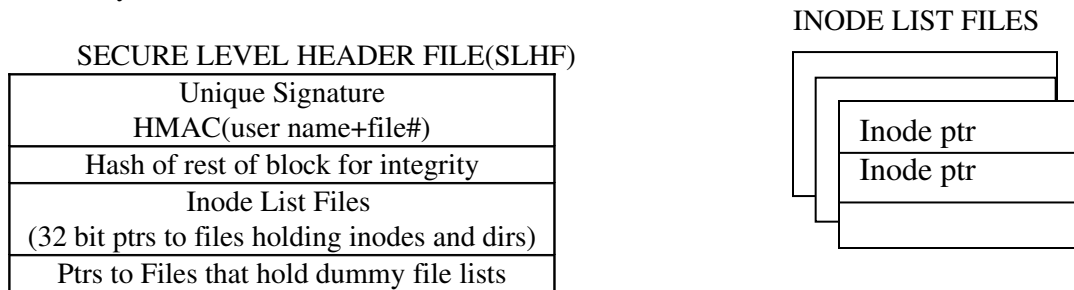 INODE LIST FILES
SECURE LEVEL HEADER FILE(SLHF)
Unique Signature
HMAC(user name+file#)
Hash of rest of block for integrity
Inode List Files
(32 bit ptrs to files holding inodes and dirs)
Ptrs to Files that hold dummy file lists
Inode ptr
Inode ptr